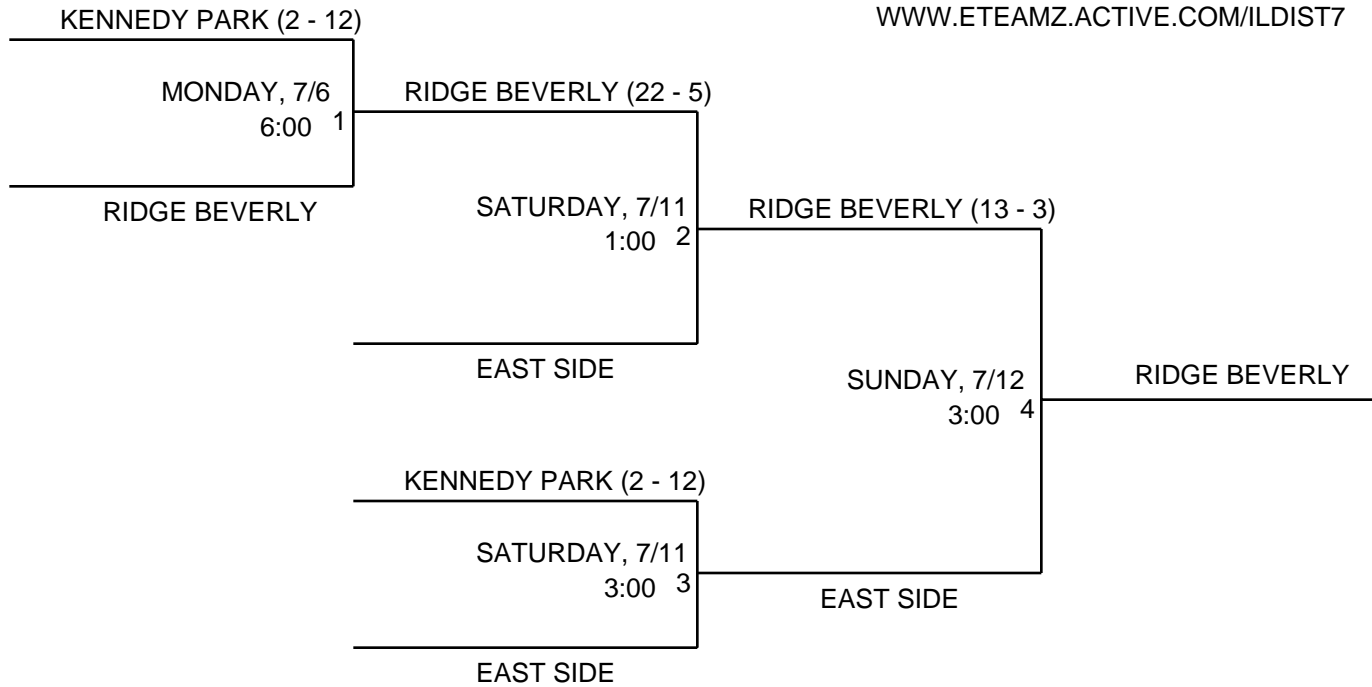 KENNEDY PARK (2 - 12)
WWW.ETEAMZ.ACTIVE.COM/ILDIST7
MONDAY, 7/6
6:00 1
RIDGE BEVERLY (22 - 5)
RIDGE BEVERLY
SATURDAY, 7/11
1:00 2
RIDGE BEVERLY (13 - 3)
EAST SIDE
SUNDAY, 7/12
3:00 4
RIDGE BEVERLY
KENNEDY PARK (2 - 12)
SATURDAY, 7/11
3:00 3
EAST SIDE
EAST SIDE